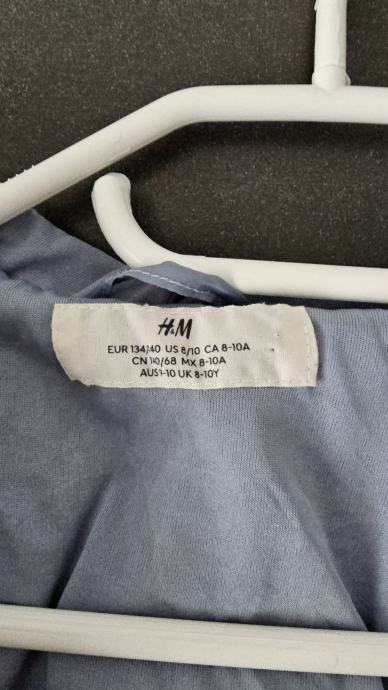 H&M
EUR 134/140 US 8/10 CA 8-10A
CN 140/68 MX 8-10A
AUS 9-10 UK 8-10Y